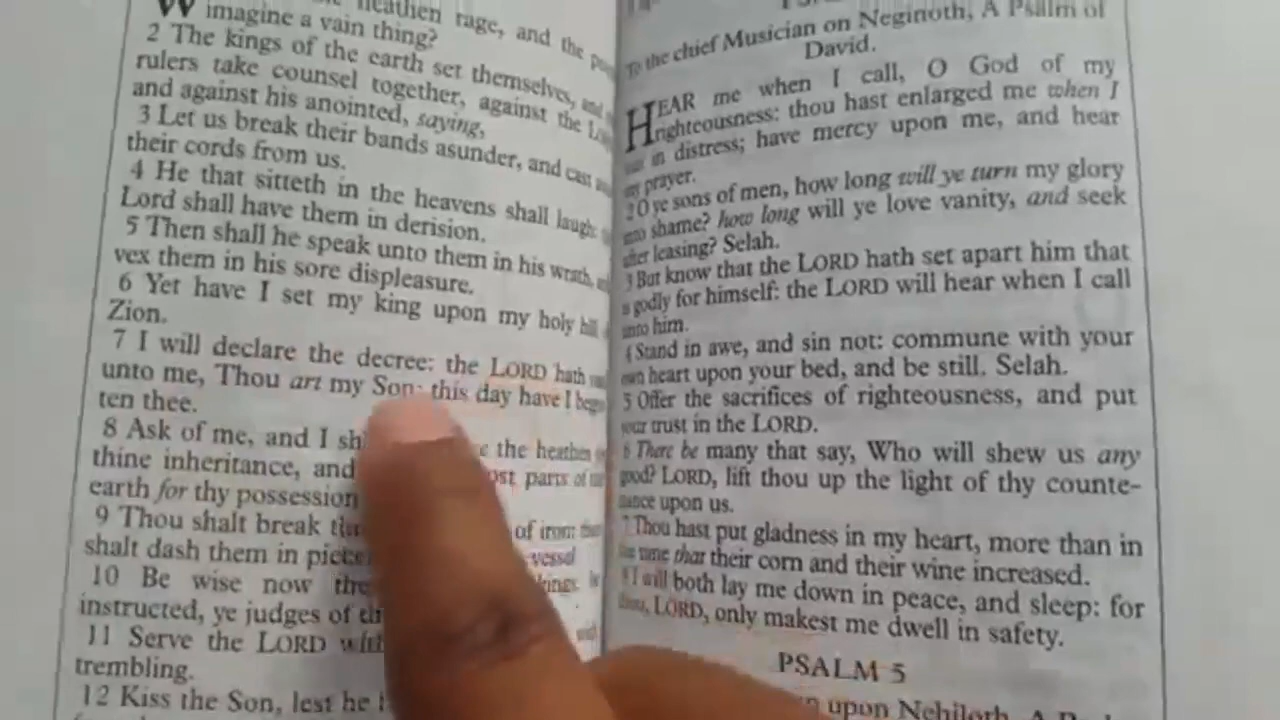 heathen rage, and the
imagine a vain thing?
2 The kings of the earth set themselves, and
rulers take counsel together, against the
and against his anointed, saying,
3 Let us break their bands asunder, and cast
their cords from us.
4 He that sitteth in the heavens shall laugh:
Lord shall have them in derision.
5 Then shall he speak unto them in his wrath,
vex them in his sore displeasure.
6 Yet have I set my king upon my holy hill
Zion.
7 I will declare the decree: the LORD hath
unto me, Thou art my Son; this day have I
ten thee.
8 Ask of me, and I the heathen
thine inheritance, and parts of
earth for thy possession
9 Thou shalt break of iron;
shalt dash them in vessel
10 Be wise now kings,
instructed, ye judges of
11 Serve the LORD
trembling.
12 Kiss the Son, lest he
To the chief Musician on Neginoth, A Psalm of
David.
HEAR me when I call, O God of my
righteousness: thou hast enlarged me when I
in distress; have mercy upon me, and hear
my prayer.
2 O ye sons of men, how long will ye turn my glory
into shame? how long will ye love vanity, and seek
after leasing? Selah.
3 But know that the LORD hath set apart him that
is godly for himself: the LORD will hear when I call
unto him.
4 Stand in awe, and sin not: commune with your
own heart upon your bed, and be still. Selah.
5 Offer the sacrifices of righteousness, and put
your trust in the LORD.
6 There be many that say, Who will shew us any
good? LORD, lift thou up the light of thy counte-
nance upon us.
7 Thou hast put gladness in my heart, more than in
the time that their corn and their wine increased.
8 I will both lay me down in peace, and sleep: for
thou, LORD, only makest me dwell in safety.
PSALM 5
upon Nehiloth, A